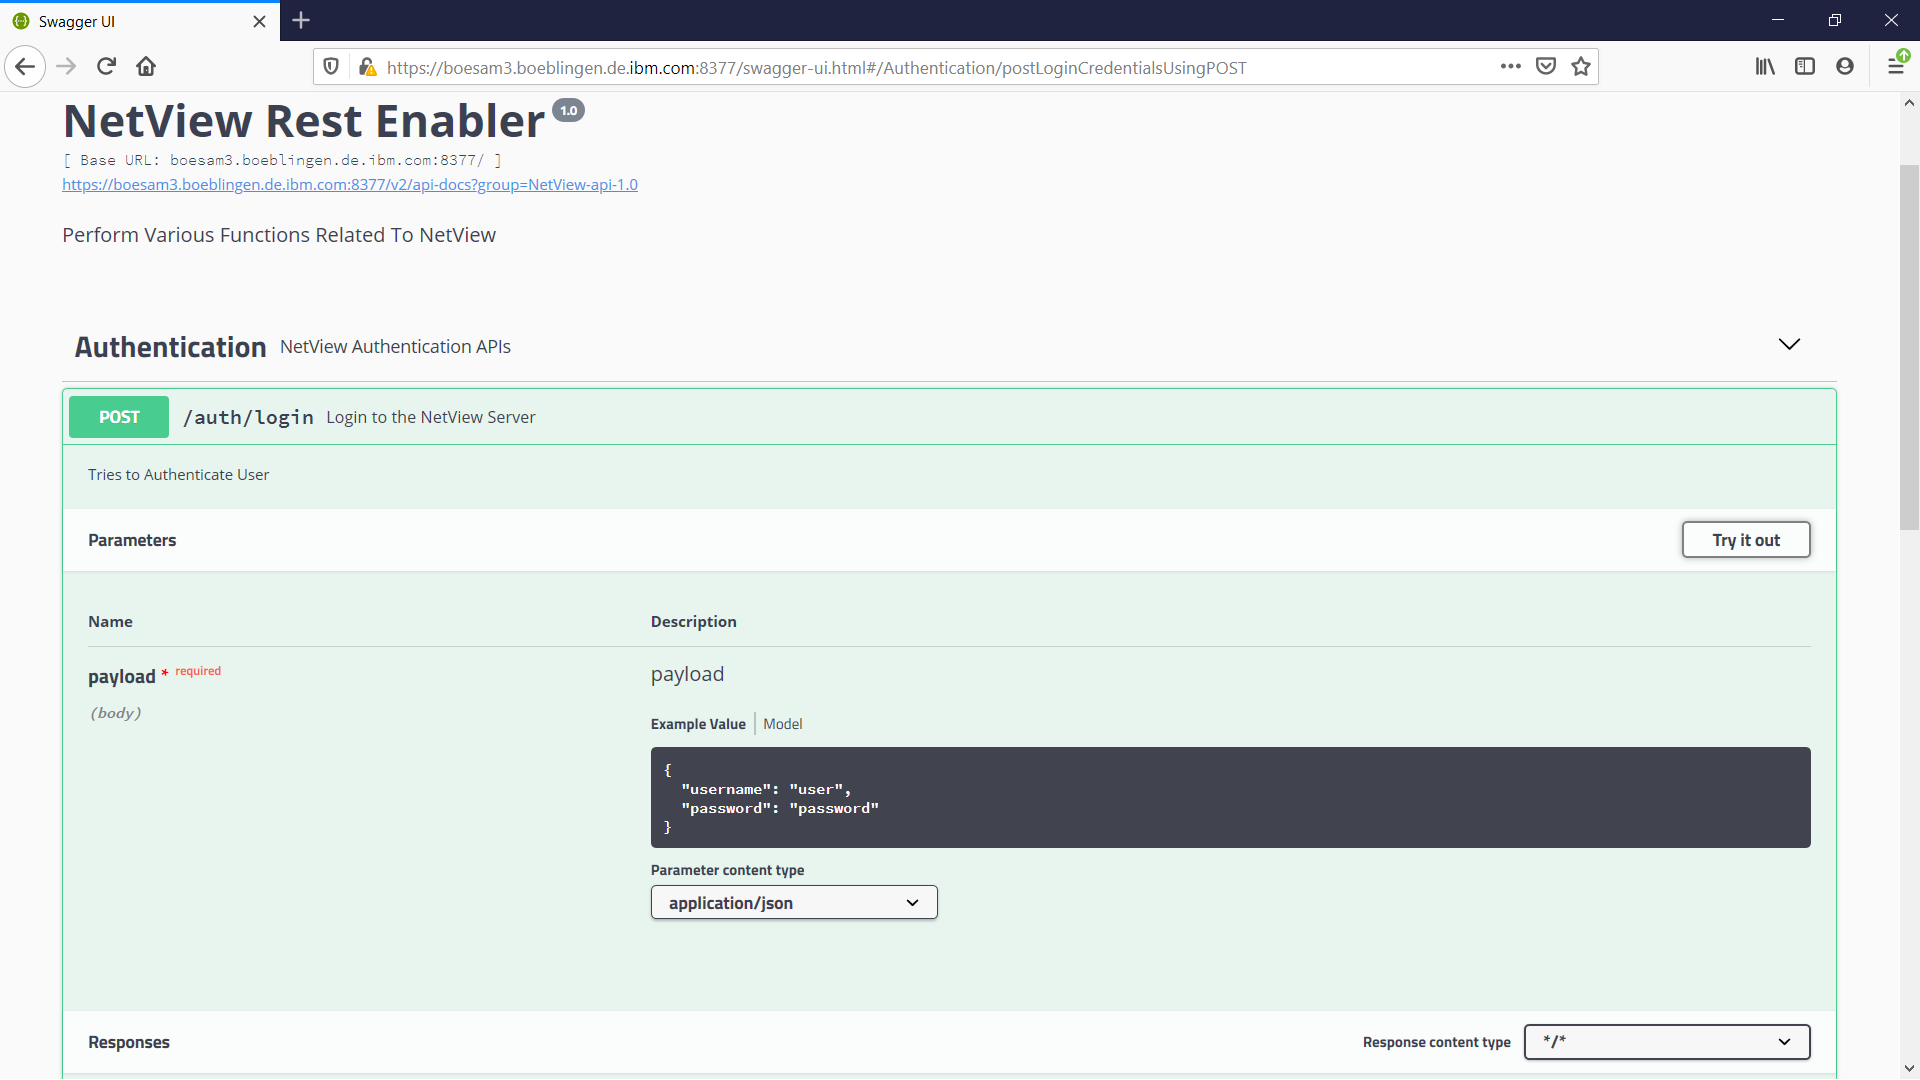 Swagger UI
https://boesam3.boeblingen.de.ibm.com:8377/swagger-ui.html#/Authentication/postLoginCredentialsUsingPOST
NetView Rest Enabler 1.0
[ Base URL: boesam3.boeblingen.de.ibm.com:8377/ ]
https://boesam3.boeblingen.de.ibm.com:8377/v2/api-docs?group=NetView-api-1.0
Perform Various Functions Related To NetView
Authentication NetView Authentication APIs
POST /auth/login Login to the NetView Server
Tries to Authenticate User
Parameters Try it out
Name Description
payload * required payload
(body)
Example Value Model
{
"username": "user",
"password": "password"
}
Parameter content type
application/json
Responses Response content type */*